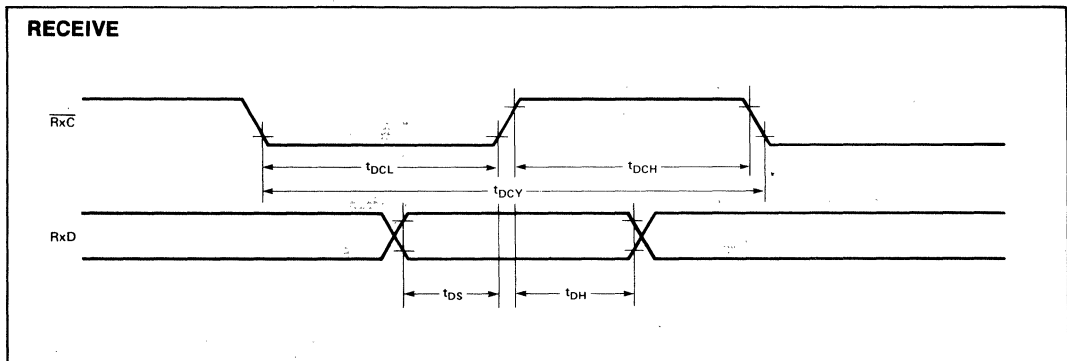 RECEIVE
RxC
tDCL
tDCH
tDCY
RxD
tDS
tDH